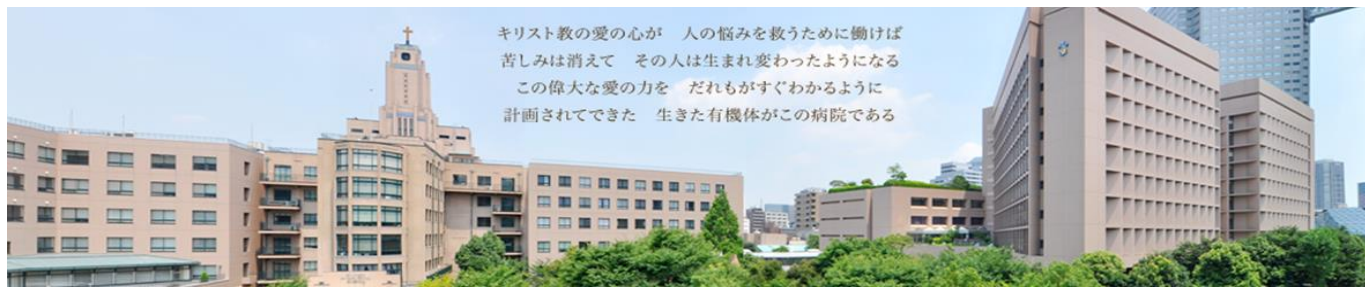 キリスト教の愛の心が　人の悩みを救うために働けば
苦しみは消えて　その人は生まれ変わったようになる
この偉大な愛の力を　だれもがすぐわかるように
計画されてできた　生きた有機体がこの病院である